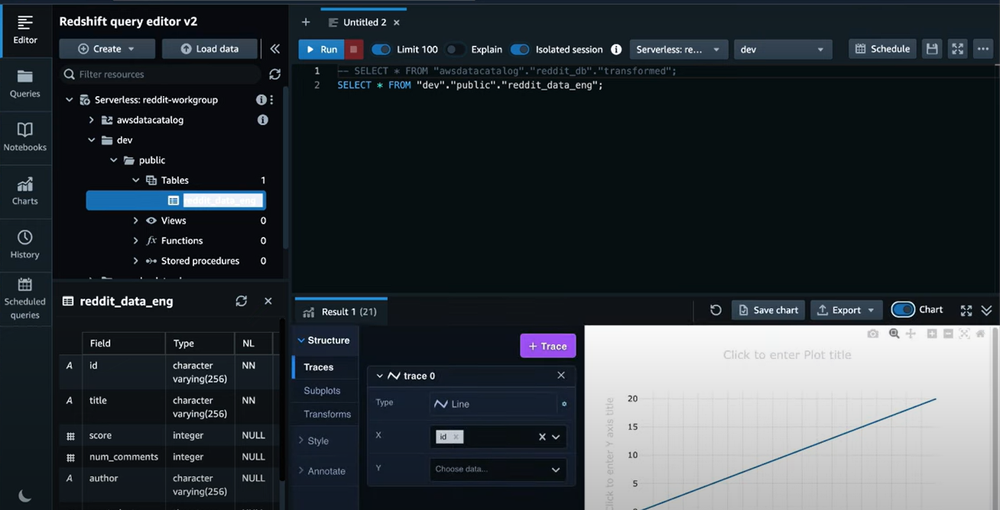 Editor
Queries
Notebooks
Charts
History
Scheduled
queries
Redshift query editor v2
Create
Load data
Filter resources
Serverless: reddit-workgroup
awsdatacatalog
dev
public
Tables 1
reddit_data_eng
Views 0
Functions 0
Stored procedures 0
reddit_data_eng
Field Type NL
id character varying(256) NN
title character varying(256) NN
score integer NULL
num_comments integer NULL
author character varying(256) NULL
Untitled 2
Run Limit 100 Explain Isolated session Serverless: re... dev Schedule
1 -- SELECT * FROM "awsdatacatalog"."reddit_db"."transformed";
2 SELECT * FROM "dev"."public"."reddit_data_eng";
Result 1 (21)
Save chart Export Chart
Structure
Traces
Subplots
Transforms
Style
Annotate
+ Trace
trace 0
Type Line
X id
Y Choose data...
Click to enter Plot title
Click to enter Y axis title
20
15
10
5